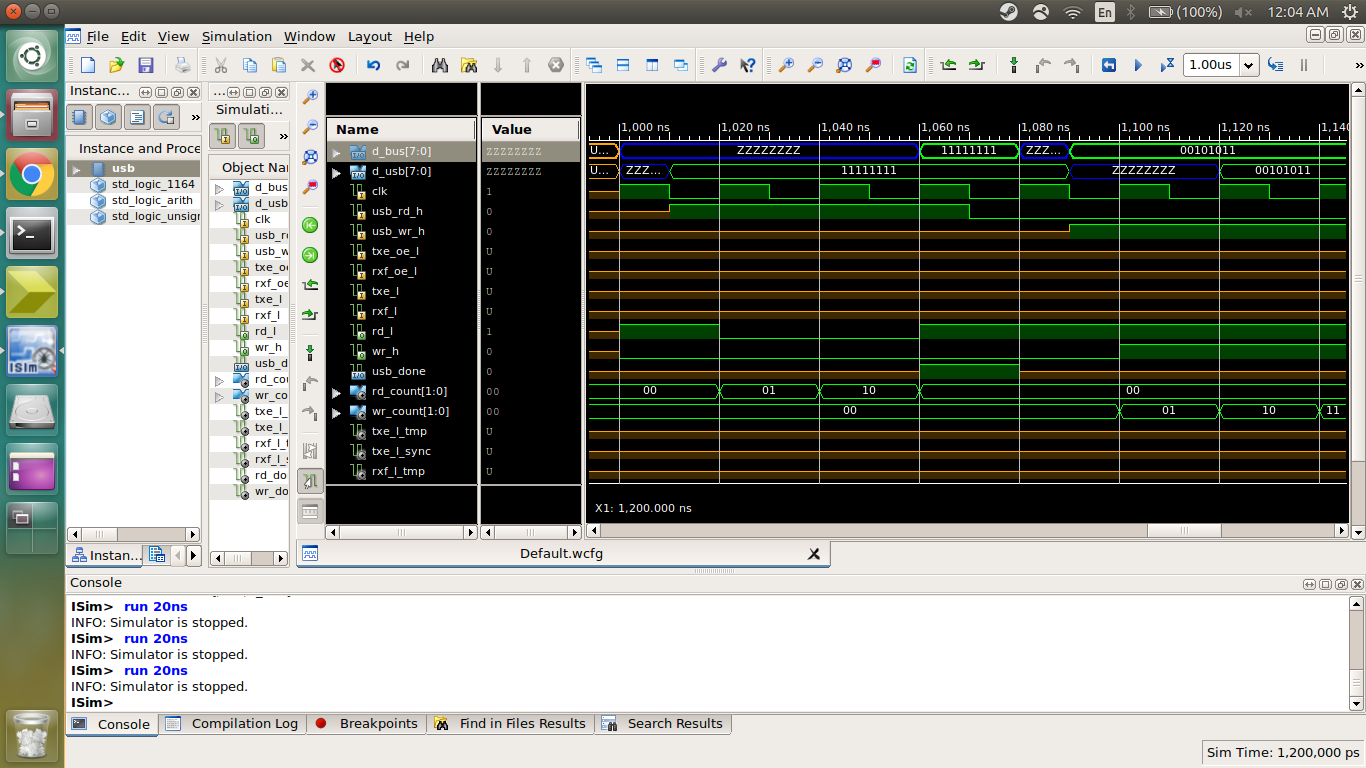 En (100%) 12:04 AM
File Edit View Simulation Window Layout Help
1.00us »
Instanc...
Instance and Proce
usb
std_logic_1164
std_logic_arith
std_logic_unsign
Instan...
...
Simulati...
»
Object Nam
d_bus
d_usb
clk
usb_rd
usb_w
txe_oe
rxf_oe
txe_l
rxf_l
rd_l
wr_h
usb_d
rd_cou
wr_co
txe_l_
txe_l_
rxf_l_t
rxf_l_s
rd_do
wr_do
Name Value
d_bus[7:0] ZZZZZZZZ
d_usb[7:0] ZZZZZZZZ
clk 1
usb_rd_h 0
usb_wr_h 0
txe_oe_l U
rxf_oe_l U
txe_l U
rxf_l U
rd_l 1
wr_h 0
usb_done 0
rd_count[1:0] 00
wr_count[1:0] 00
txe_l_tmp U
txe_l_sync U
rxf_l_tmp U
1,000 ns 1,020 ns 1,040 ns 1,060 ns 1,080 ns 1,100 ns 1,120 ns 1,140
U... ZZZZZZZZ 11111111 ZZZ... 00101011
U... ZZZ... 11111111 ZZZZZZZZ 00101011
00 01 10 00
00 01 10 11
X1: 1,200.000 ns
Default.wcfg
ISim
Console
ISim> run 20ns
INFO: Simulator is stopped.
ISim> run 20ns
INFO: Simulator is stopped.
ISim> run 20ns
INFO: Simulator is stopped.
ISim>
Console Compilation Log Breakpoints Find in Files Results Search Results
Sim Time: 1,200,000 ps